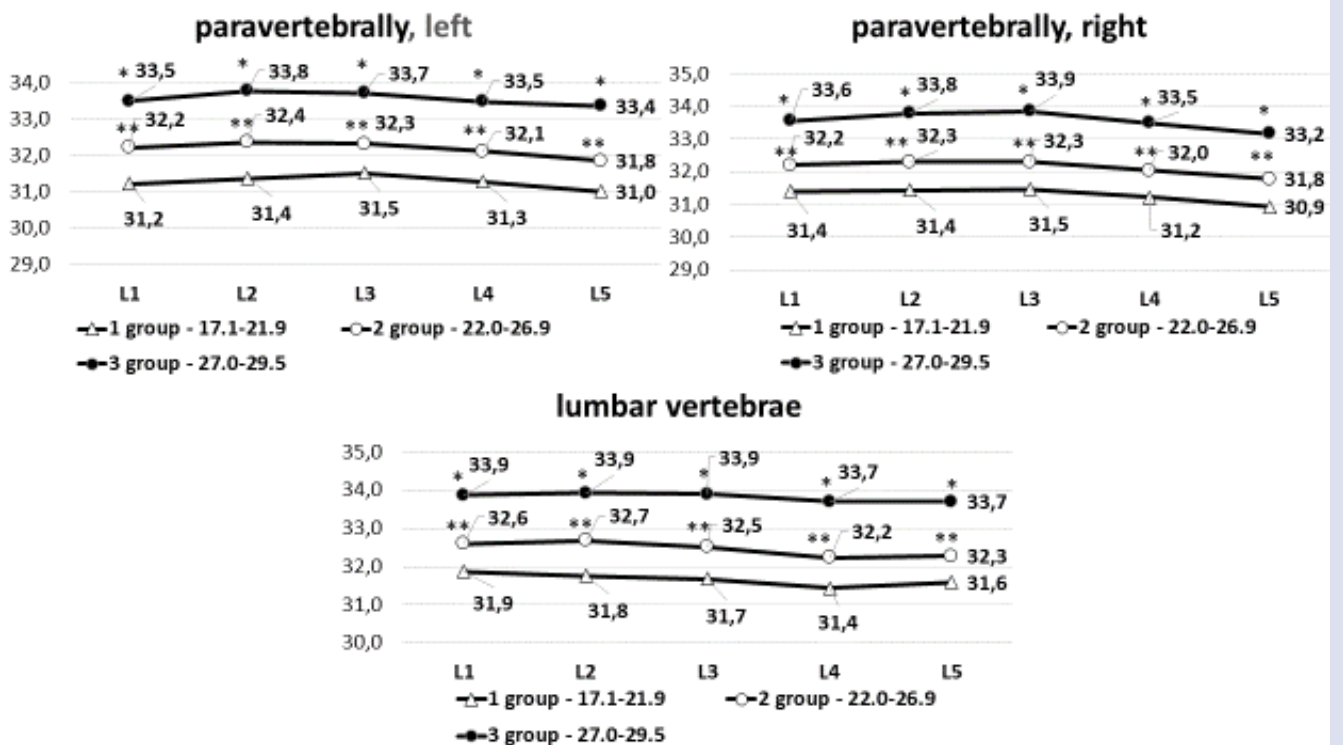 paravertebrally, left
34,0
33,0
32,0
31,0
30,0
29,0
* 33,5 * 33,8 * 33,7 * 33,5 * 33,4
** 32,2 ** 32,4 ** 32,3 ** 32,1 ** 31,8
31,2 31,4 31,5 31,3 31,0
L1 L2 L3 L4 L5
1 group - 17.1-21.9 2 group - 22.0-26.9
3 group - 27.0-29.5
paravertebrally, right
35,0
34,0
33,0
32,0
31,0
30,0
29,0
* 33,6 * 33,8 * 33,9 * 33,5 * 33,2
** 32,2 ** 32,3 ** 32,3 ** 32,0 ** 31,8
31,4 31,4 31,5 31,2 30,9
L1 L2 L3 L4 L5
1 group - 17.1-21.9 2 group - 22.0-26.9
3 group - 27.0-29.5
lumbar vertebrae
35,0
34,0
33,0
32,0
31,0
30,0
* 33,9 * 33,9 * 33,9 * 33,7 * 33,7
** 32,6 ** 32,7 ** 32,5 ** 32,2 ** 32,3
31,9 31,8 31,7 31,4 31,6
L1 L2 L3 L4 L5
1 group - 17.1-21.9 2 group - 22.0-26.9
3 group - 27.0-29.5